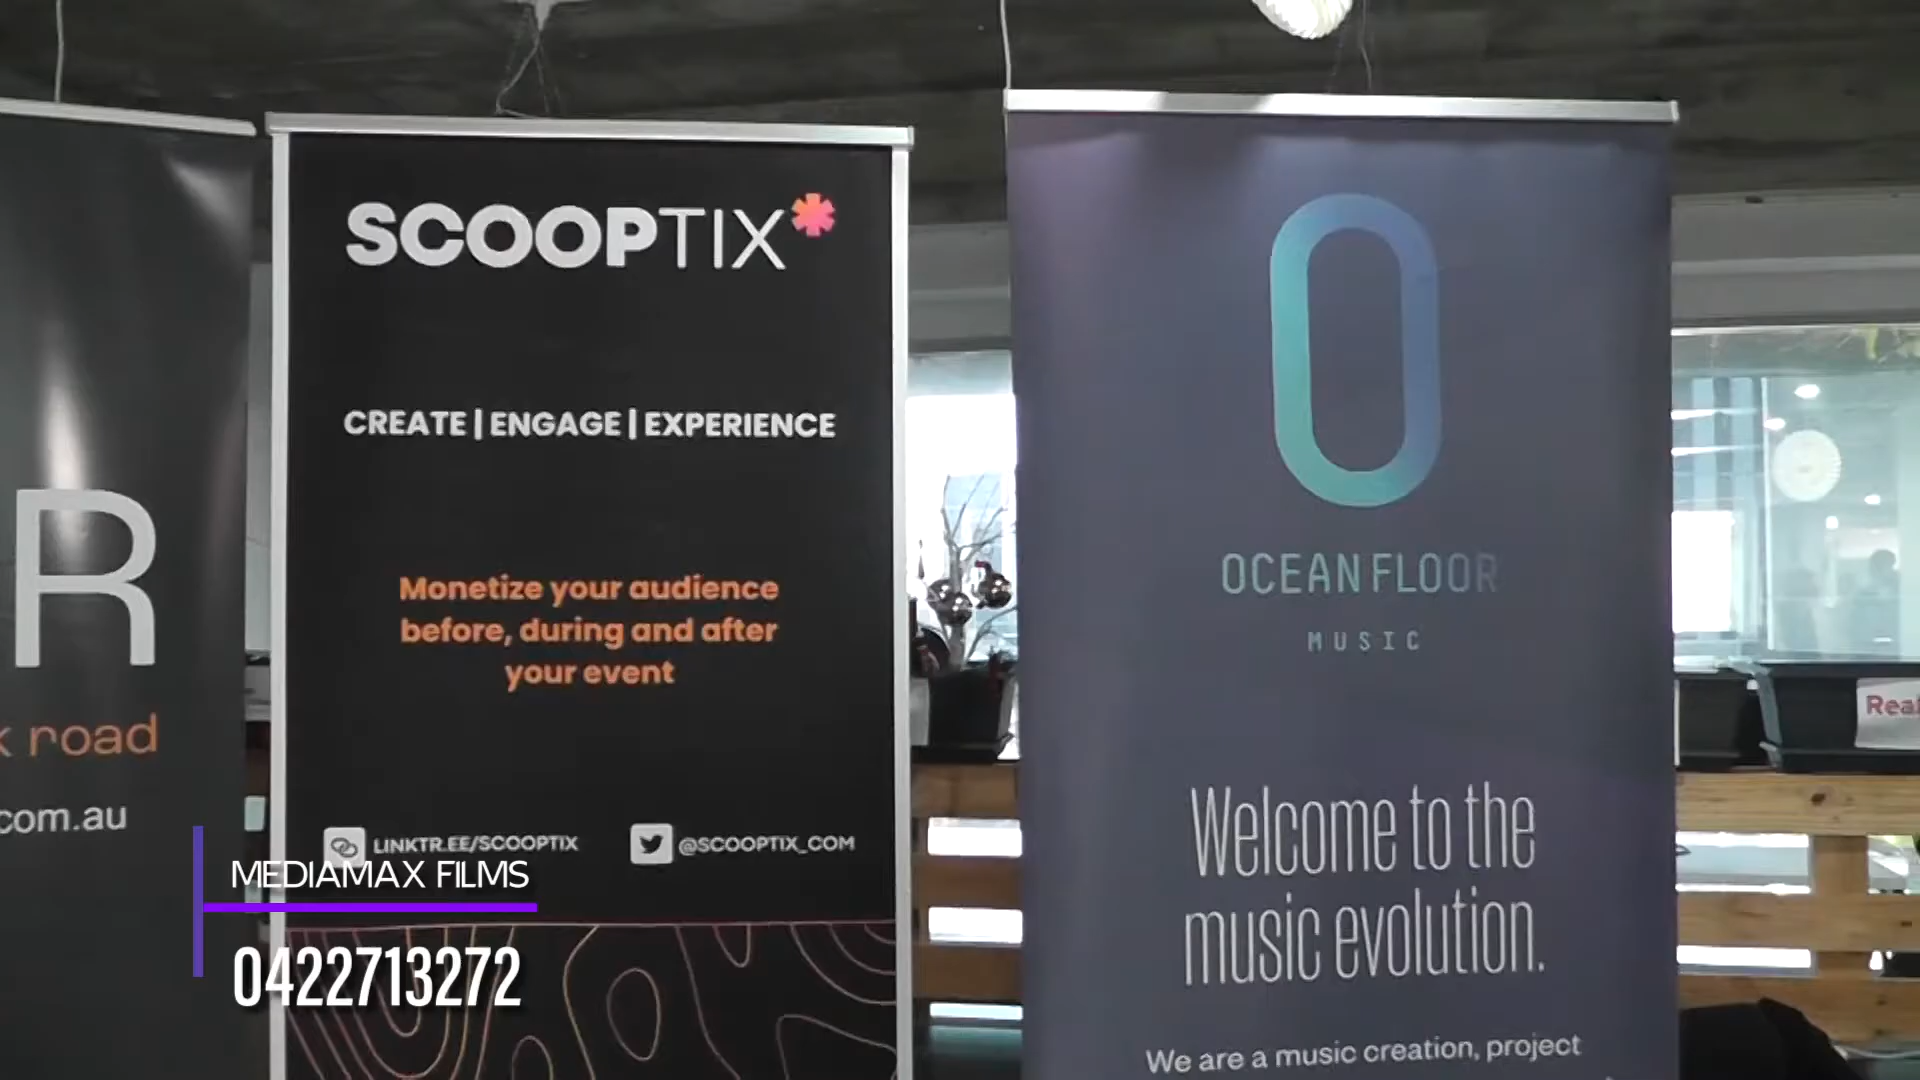 R
k road
com.au
SCOOPTIX
CREATE | ENGAGE | EXPERIENCE
Monetize your audience
before, during and after
your event
LINKTR.EE/SCOOPTIX
@SCOOPTIX_COM
OCEAN FLOOR
MUSIC
Welcome to the
music evolution.
We are a music creation, project
Real
MEDIAMAX FILMS
0422713272